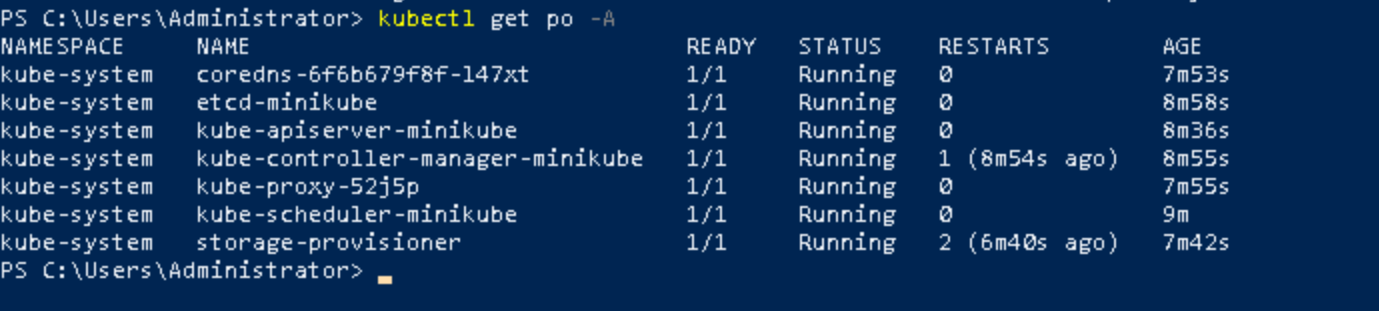 PS C:\Users\Administrator> kubectl get po -A
NAMESPACE NAME READY STATUS RESTARTS AGE
kube-system coredns-6f6b679f8f-l47xt 1/1 Running 0 7m53s
kube-system etcd-minikube 1/1 Running 0 8m58s
kube-system kube-apiserver-minikube 1/1 Running 0 8m36s
kube-system kube-controller-manager-minikube 1/1 Running 1 (8m54s ago) 8m55s
kube-system kube-proxy-52j5p 1/1 Running 0 7m55s
kube-system kube-scheduler-minikube 1/1 Running 0 9m
kube-system storage-provisioner 1/1 Running 2 (6m40s ago) 7m42s
PS C:\Users\Administrator>